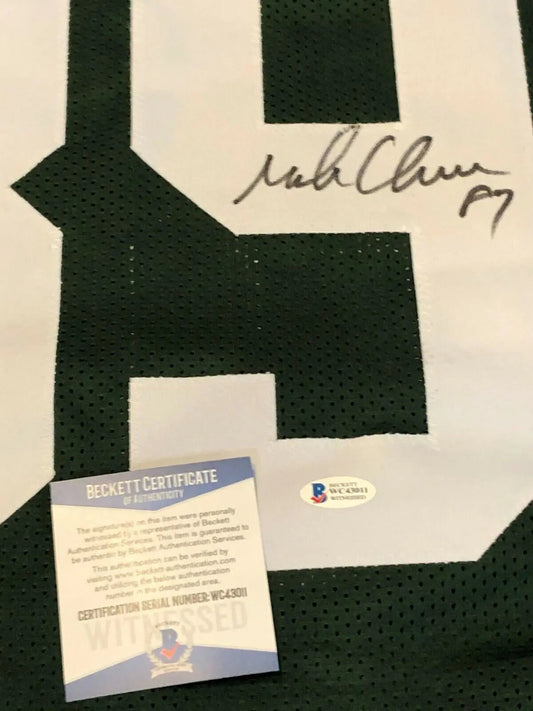 87
BECKETT
WC43011
WITNESSED
BECKETT CERTIFICATE
OF AUTHENTICITY
The signature(s) on this item were personally
witnessed by a representative of Beckett
Authentication Services. This item is guaranteed to
be authentic by Beckett Authentication Services.
This authentication can be verified by
visiting www.beckett-authentication.com
and utilizing the below authentication
number in the designated area.
CERTIFICATION SERIAL NUMBER: WC43011
WITNESSED
BECKETT